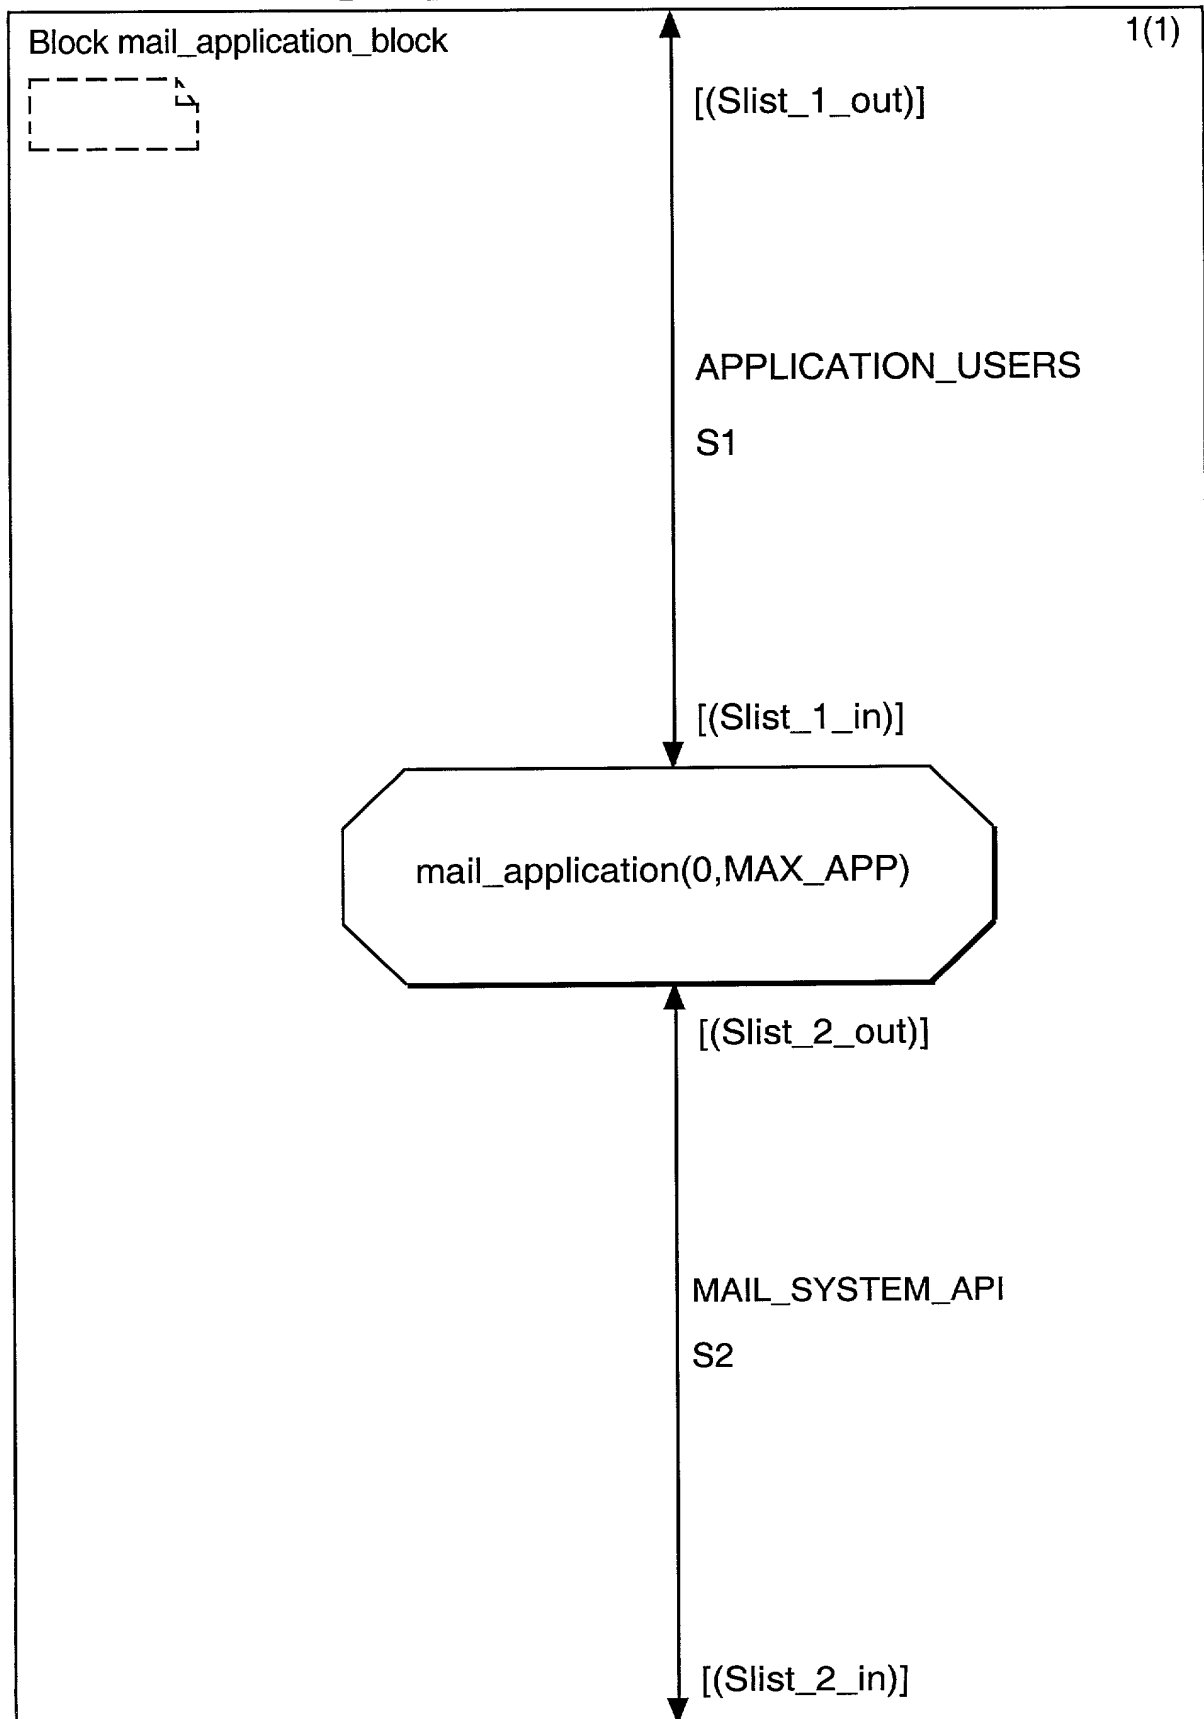 Block mail_application_block
1(1)
[(Slist_1_out)]
APPLICATION_USERS
S1
[(Slist_1_in)]
mail_application(0,MAX_APP)
[(Slist_2_out)]
MAIL_SYSTEM_API
S2
[(Slist_2_in)]